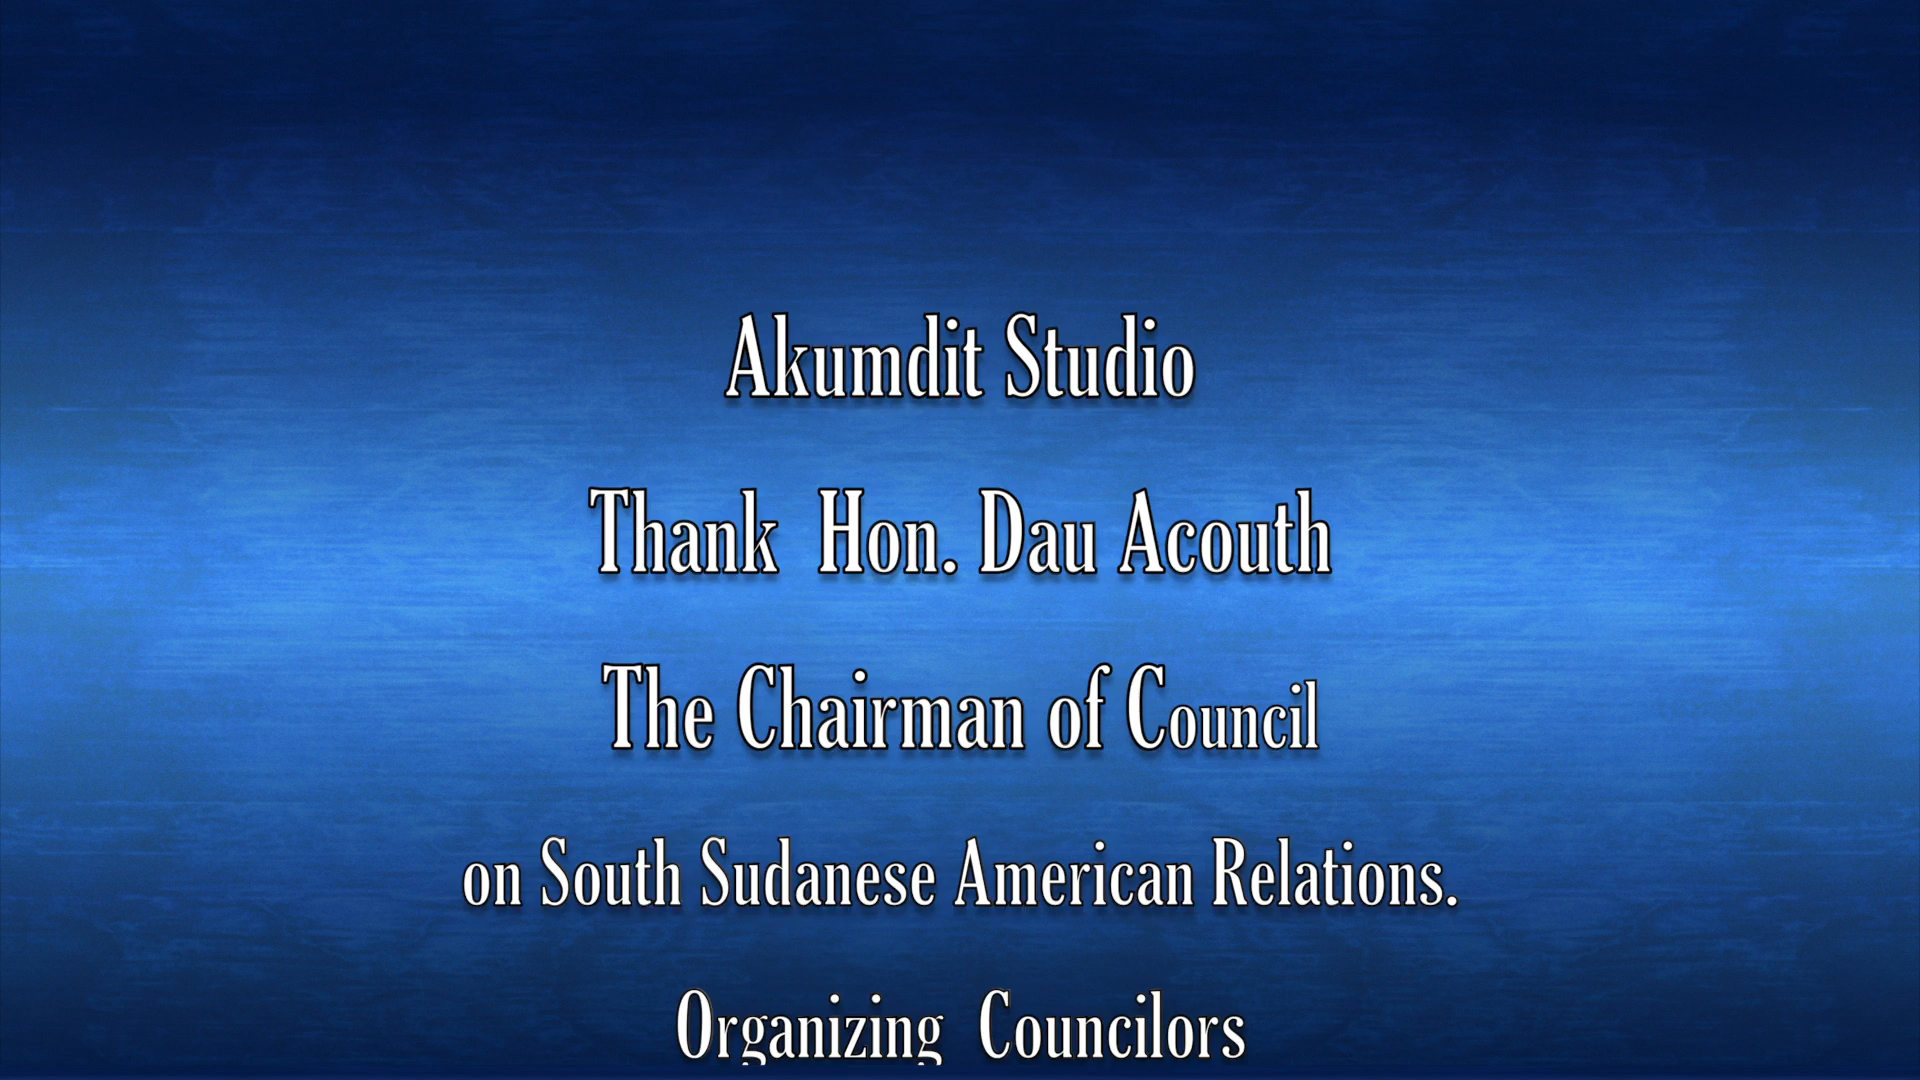 Akumdit Studio
Thank Hon. Dau Acouth
The Chairman of Council
on South Sudanese American Relations.
Organizing Councilors